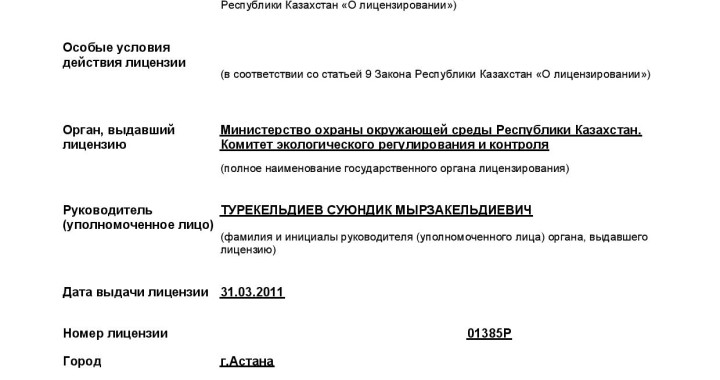 Республики Казахстан «О лицензировании»)
Особые условия
действия лицензии
(в соответствии со статьей 9 Закона Республики Казахстан «О лицензировании»)
Орган, выдавший
лицензию
Министерство охраны окружающей среды Республики Казахстан.
Комитет экологического регулирования и контроля
(полное наименование государственного органа лицензирования)
Руководитель
(уполномоченное лицо)
ТУРЕКЕЛЬДИЕВ СУЮНДИК МЫРЗАКЕЛЬДИЕВИЧ
(фамилия и инициалы руководителя (уполномоченного лица) органа, выдавшего
лицензию)
Дата выдачи лицензии 31.03.2011
Номер лицензии 01385Р
Город г.Астана